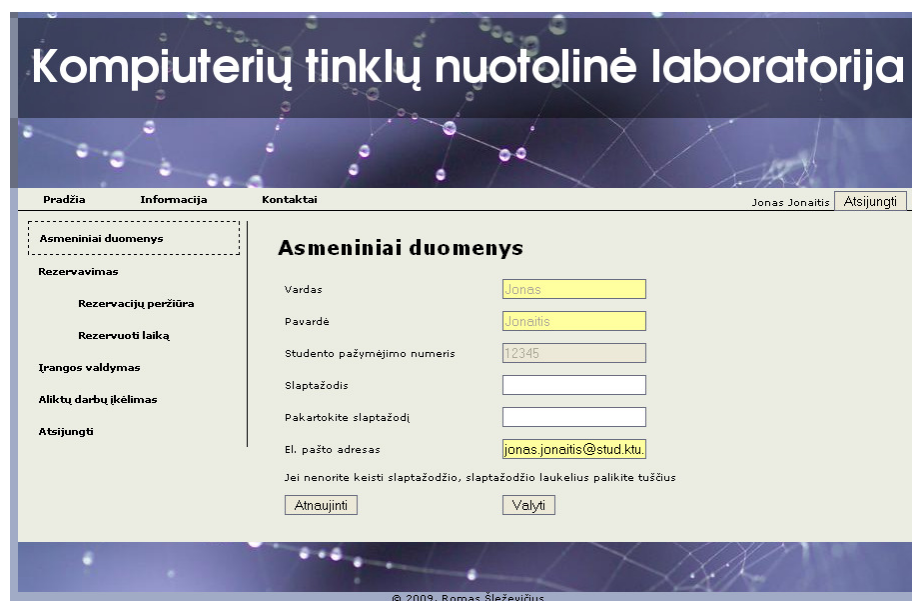 Kompiuterių tinklų nuotolinė laboratorija
Pradžia Informacija Kontaktai Jonas Jonaitis Atsijungti
Asmeniniai duomenys
Rezervavimas
Rezervacijų peržiūra
Rezervuoti laiką
Įrangos valdymas
Aliktų darbų įkėlimas
Atsijungti
Asmeniniai duomenys
Vardas Jonas
Pavardė Jonaitis
Studento pažymėjimo numeris 12345
Slaptažodis
Pakartokite slaptažodį
El. pašto adresas jonas.jonaitis@stud.ktu.
Jei nenorite keisti slaptažodžio, slaptažodžio laukelius palikite tuščius
Atnaujinti Valyti
© 2009, Romas Šleževičius